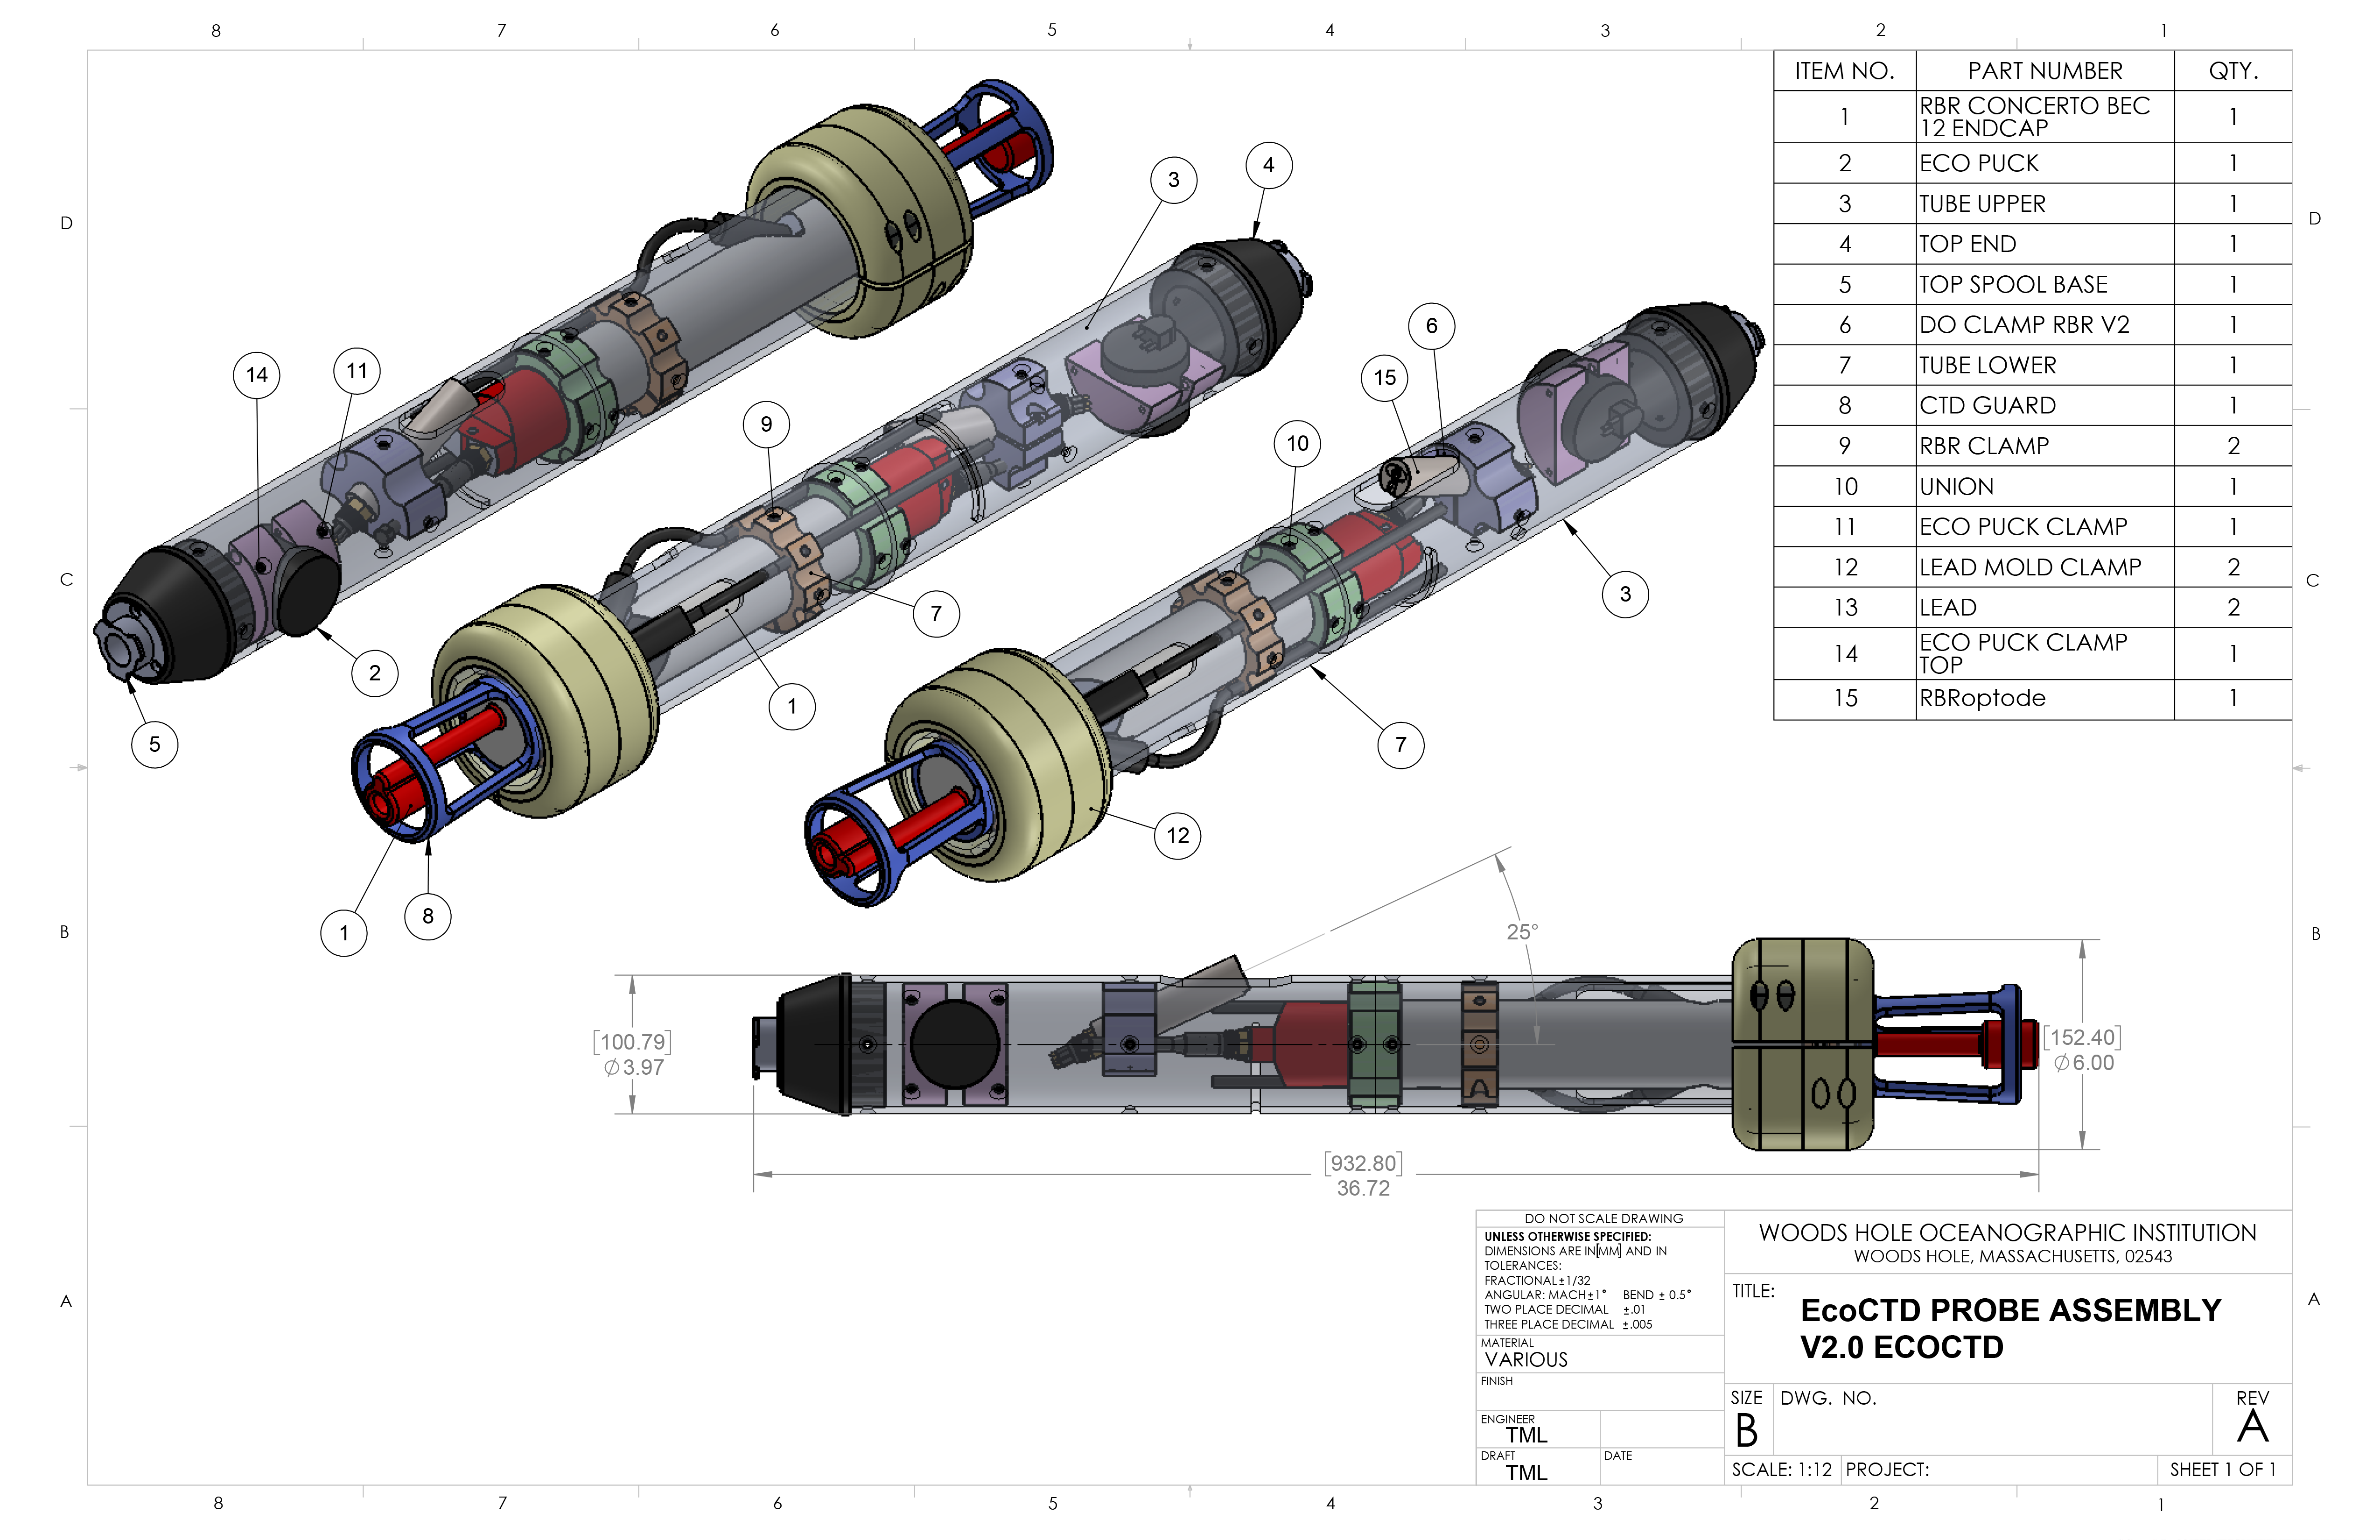 8 7 6 5 4 3 2 1
ITEM NO. PART NUMBER QTY.
1 RBR CONCERTO BEC 12 ENDCAP 1
2 ECO PUCK 1
3 TUBE UPPER 1
4 TOP END 1
5 TOP SPOOL BASE 1
6 DO CLAMP RBR V2 1
7 TUBE LOWER 1
8 CTD GUARD 1
9 RBR CLAMP 2
10 UNION 1
11 ECO PUCK CLAMP 1
12 LEAD MOLD CLAMP 2
13 LEAD 2
14 ECO PUCK CLAMP TOP 1
15 RBRoptode 1
D D
C C
B B
A A
4
3
6
14
11
15
9
10
3
7
2
1
5
7
12
8
1
25°
[100.79]
⌀3.97
[152.40]
⌀6.00
[932.80]
36.72
DO NOT SCALE DRAWING
UNLESS OTHERWISE SPECIFIED:
DIMENSIONS ARE IN[MM] AND IN
TOLERANCES:
FRACTIONAL±1/32
ANGULAR: MACH±1° BEND ± 0.5°
TWO PLACE DECIMAL ±.01
THREE PLACE DECIMAL ±.005
MATERIAL
VARIOUS
FINISH
ENGINEER
TML
DRAFT
TML
DATE
WOODS HOLE OCEANOGRAPHIC INSTITUTION
WOODS HOLE, MASSACHUSETTS, 02543
TITLE:
EcoCTD PROBE ASSEMBLY
V2.0 ECOCTD
SIZE
B
DWG. NO.
REV
A
SCALE: 1:12 PROJECT: SHEET 1 OF 1
8 7 6 5 4 3 2 1